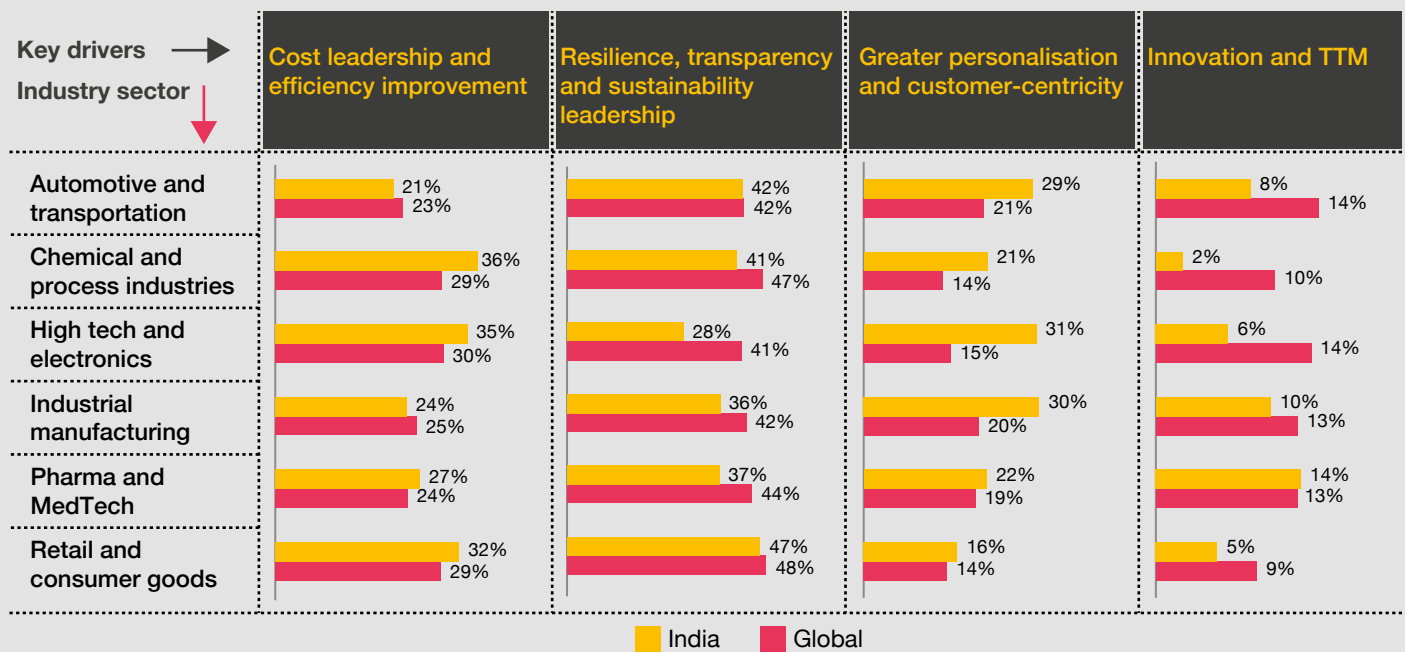 Key drivers
Industry sector
Cost leadership and
efficiency improvement
Resilience, transparency
and sustainability
leadership
Greater personalisation
and customer-centricity
Innovation and TTM
Automotive and
transportation
21%
23%
42%
42%
29%
21%
8%
14%
Chemical and
process industries
36%
29%
41%
47%
21%
14%
2%
10%
High tech and
electronics
35%
30%
28%
41%
31%
15%
6%
14%
Industrial
manufacturing
24%
25%
36%
42%
30%
20%
10%
13%
Pharma and
MedTech
27%
24%
37%
44%
22%
19%
14%
13%
Retail and
consumer goods
32%
29%
47%
48%
16%
14%
5%
9%
India
Global